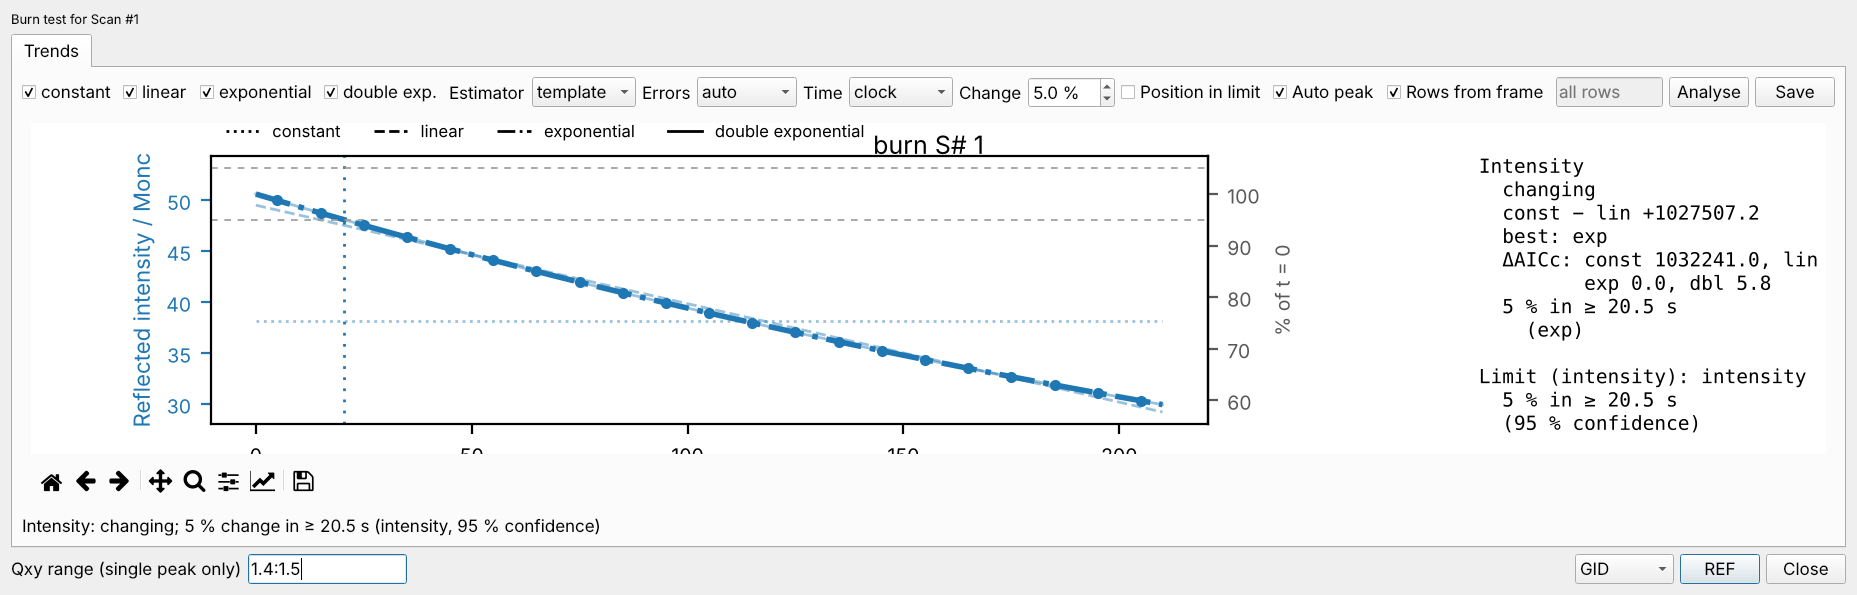 Burn test for Scan #1
Trends
constant linear exponential double exp. Estimator template Errors auto Time clock Change 5.0 % Position in limit Auto peak Rows from frame all rows Analyse Save
constant linear exponential double exponential
burn S# 1
Reflected intensity / Monc
50
45
40
35
30
100
90
80
70
60
% of t = 0
0 50 100 150 200
Intensity
changing
const − lin +1027507.2
best: exp
ΔAICc: const 1032241.0, lin
exp 0.0, dbl 5.8
5 % in ≥ 20.5 s
(exp)
Limit (intensity): intensity
5 % in ≥ 20.5 s
(95 % confidence)
Intensity: changing; 5 % change in ≥ 20.5 s (intensity, 95 % confidence)
Qxy range (single peak only) 1.4:1.5 GID REF Close